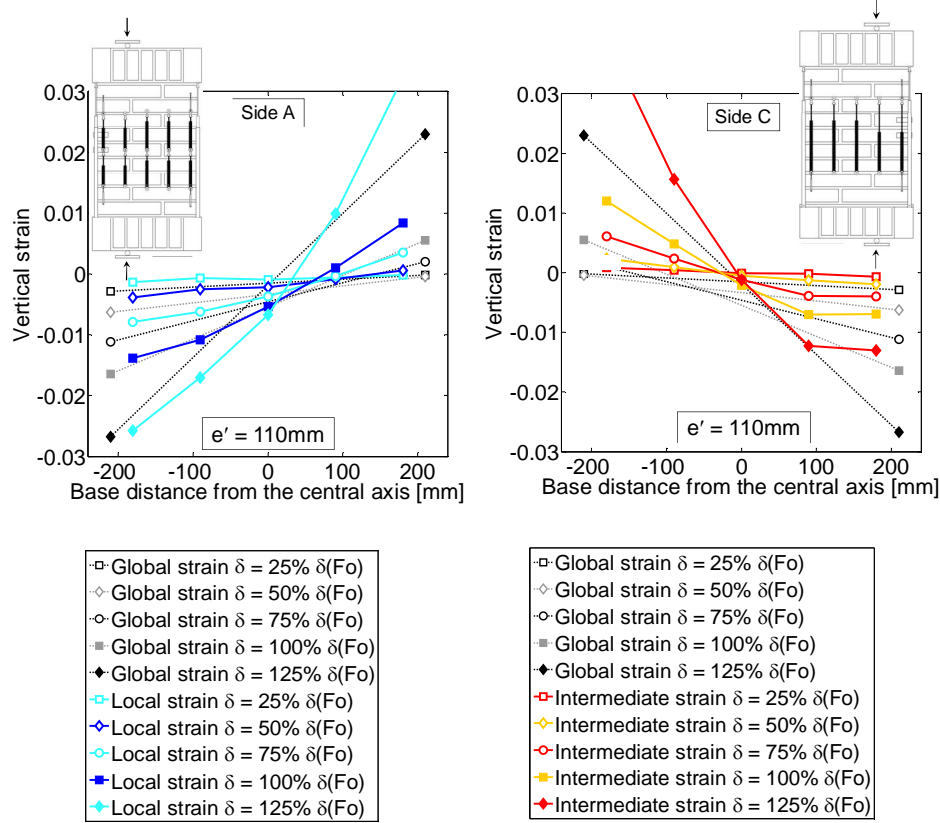 Side A
Vertical strain
0.03
0.02
0.01
0
-0.01
-0.02
-0.03
e′ = 110mm
-200 -100 0 100 200
Base distance from the central axis [mm]
Side C
Vertical strain
0.03
0.02
0.01
0
-0.01
-0.02
-0.03
e′ = 110mm
-200 -100 0 100 200
Base distance from the central axis [mm]
Global strain δ = 25% δ(Fo)
Global strain δ = 50% δ(Fo)
Global strain δ = 75% δ(Fo)
Global strain δ = 100% δ(Fo)
Global strain δ = 125% δ(Fo)
Local strain δ = 25% δ(Fo)
Local strain δ = 50% δ(Fo)
Local strain δ = 75% δ(Fo)
Local strain δ = 100% δ(Fo)
Local strain δ = 125% δ(Fo)
Global strain δ = 25% δ(Fo)
Global strain δ = 50% δ(Fo)
Global strain δ = 75% δ(Fo)
Global strain δ = 100% δ(Fo)
Global strain δ = 125% δ(Fo)
Intermediate strain δ = 25% δ(Fo)
Intermediate strain δ = 50% δ(Fo)
Intermediate strain δ = 75% δ(Fo)
Intermediate strain δ = 100% δ(Fo)
Intermediate strain δ = 125% δ(Fo)